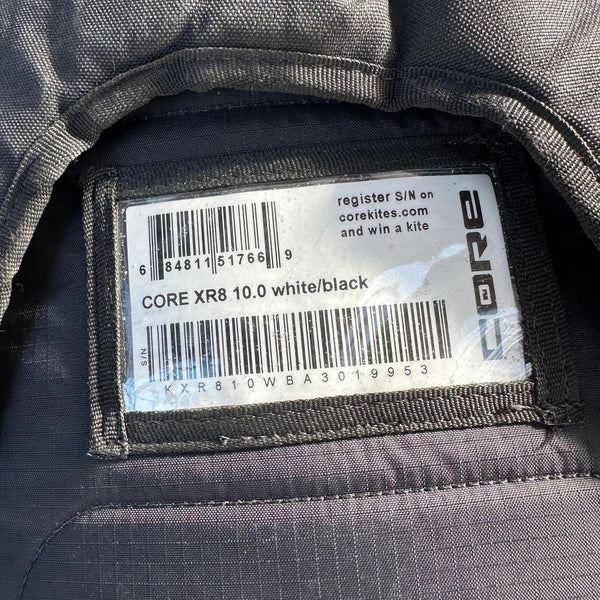 register S/N on
corekites.com
and win a kite
6 84811 51766 9
CORE XR8 10.0 white/black
S/N
KXR810WBA3019953
CORE